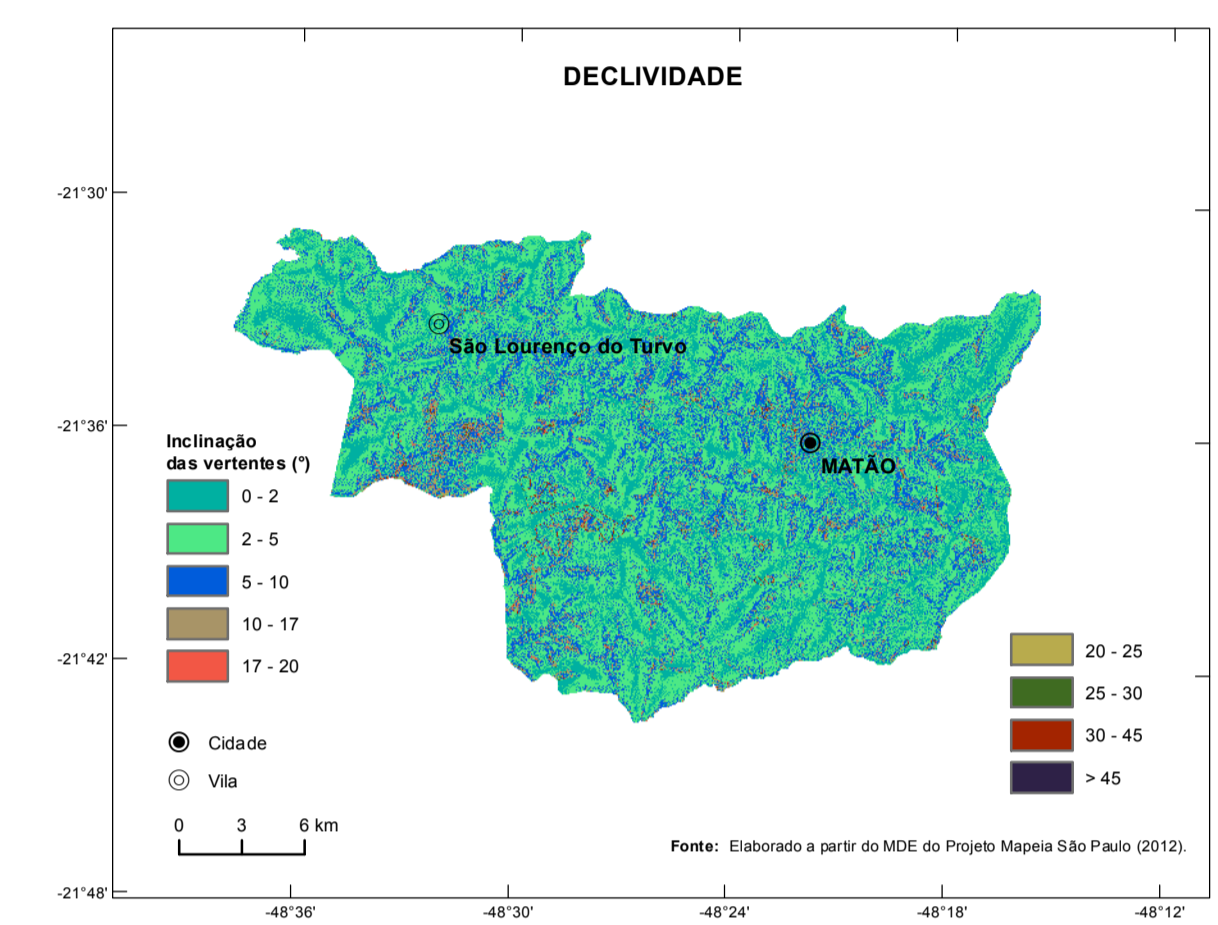 DECLIVIDADE
-21°30'
São Lourenço do Turvo
-21°36'
MATÃO
Inclinação
das vertentes (°)
0 - 2
2 - 5
5 - 10
10 - 17
17 - 20
-21°42'
20 - 25
25 - 30
30 - 45
> 45
Cidade
Vila
0 3 6 km
Fonte: Elaborado a partir do MDE do Projeto Mapeia São Paulo (2012).
-21°48'
-48°36' -48°30' -48°24' -48°18' -48°12'